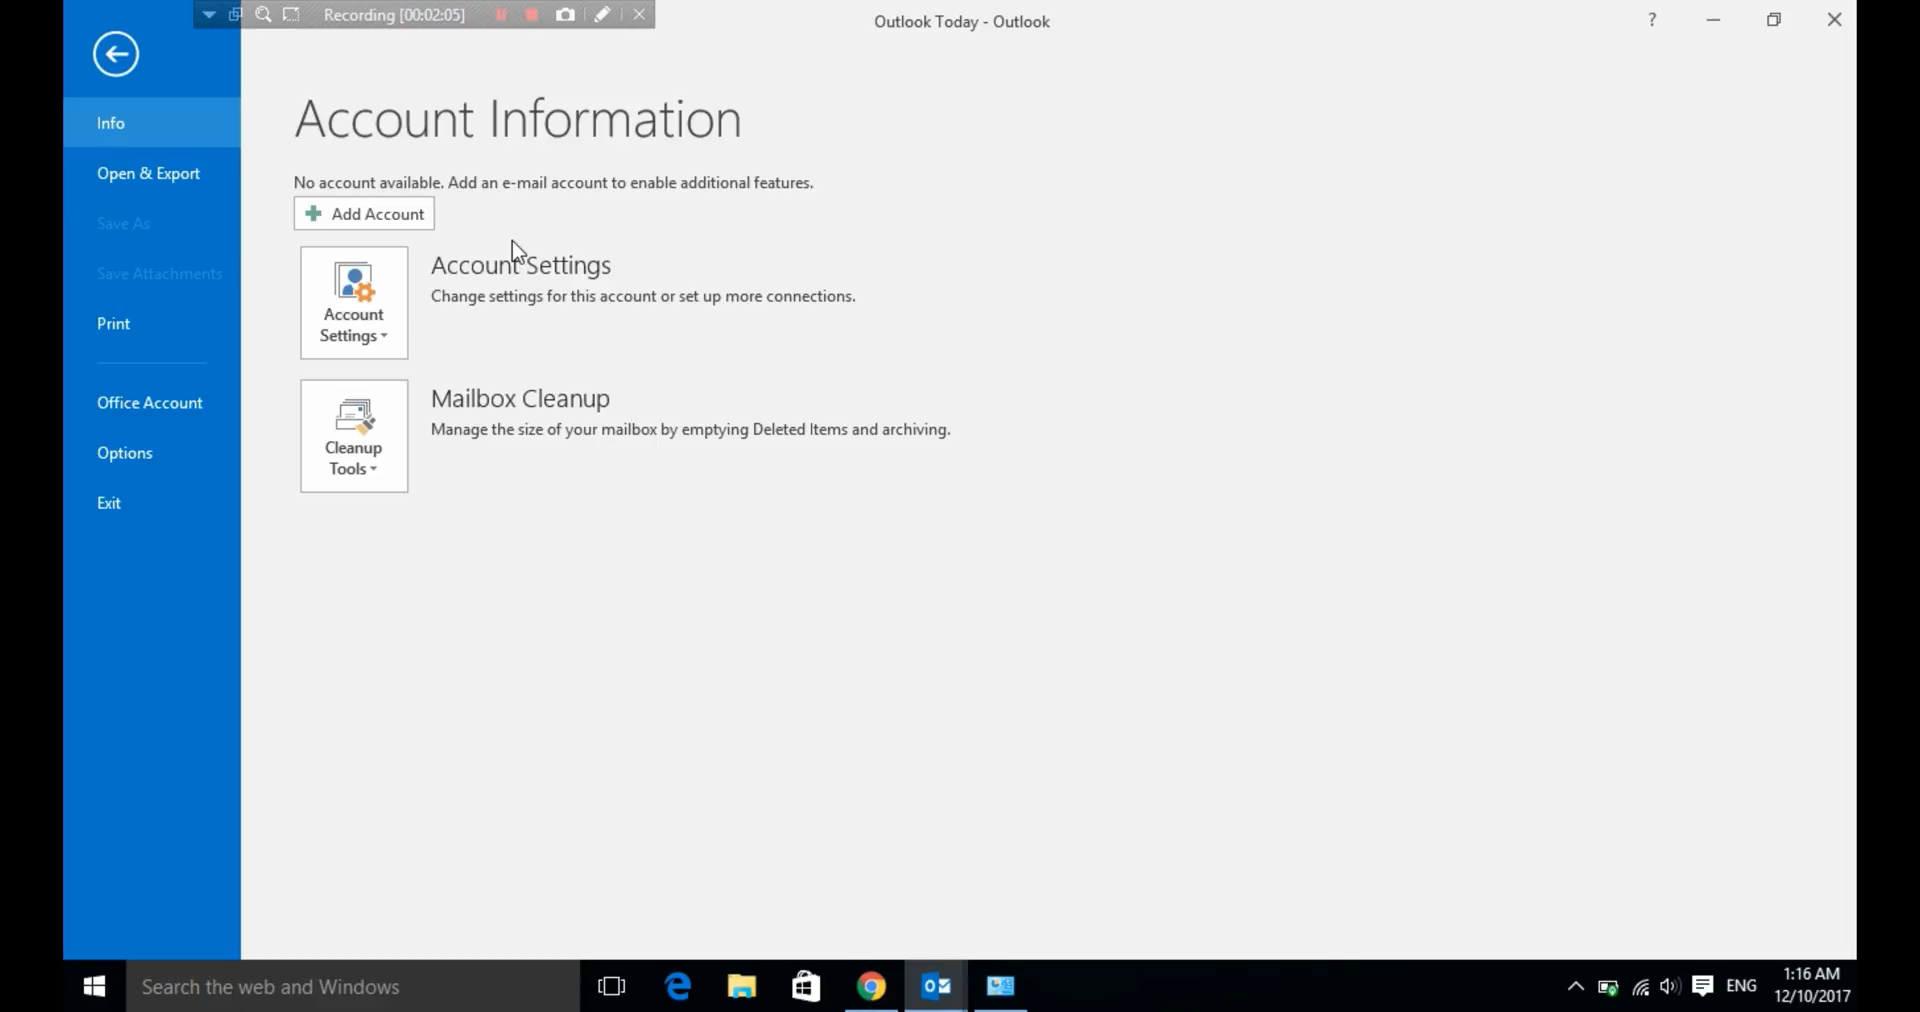 Recording [00:02:05]
Outlook Today - Outlook
?
Info
Open & Export
Save As
Save Attachments
Print
Office Account
Options
Exit
Account Information
No account available. Add an e-mail account to enable additional features.
Add Account
Account
Settings
Account Settings
Change settings for this account or set up more connections.
Cleanup
Tools
Mailbox Cleanup
Manage the size of your mailbox by emptying Deleted Items and archiving.
Search the web and Windows
ENG
1:16 AM
12/10/2017